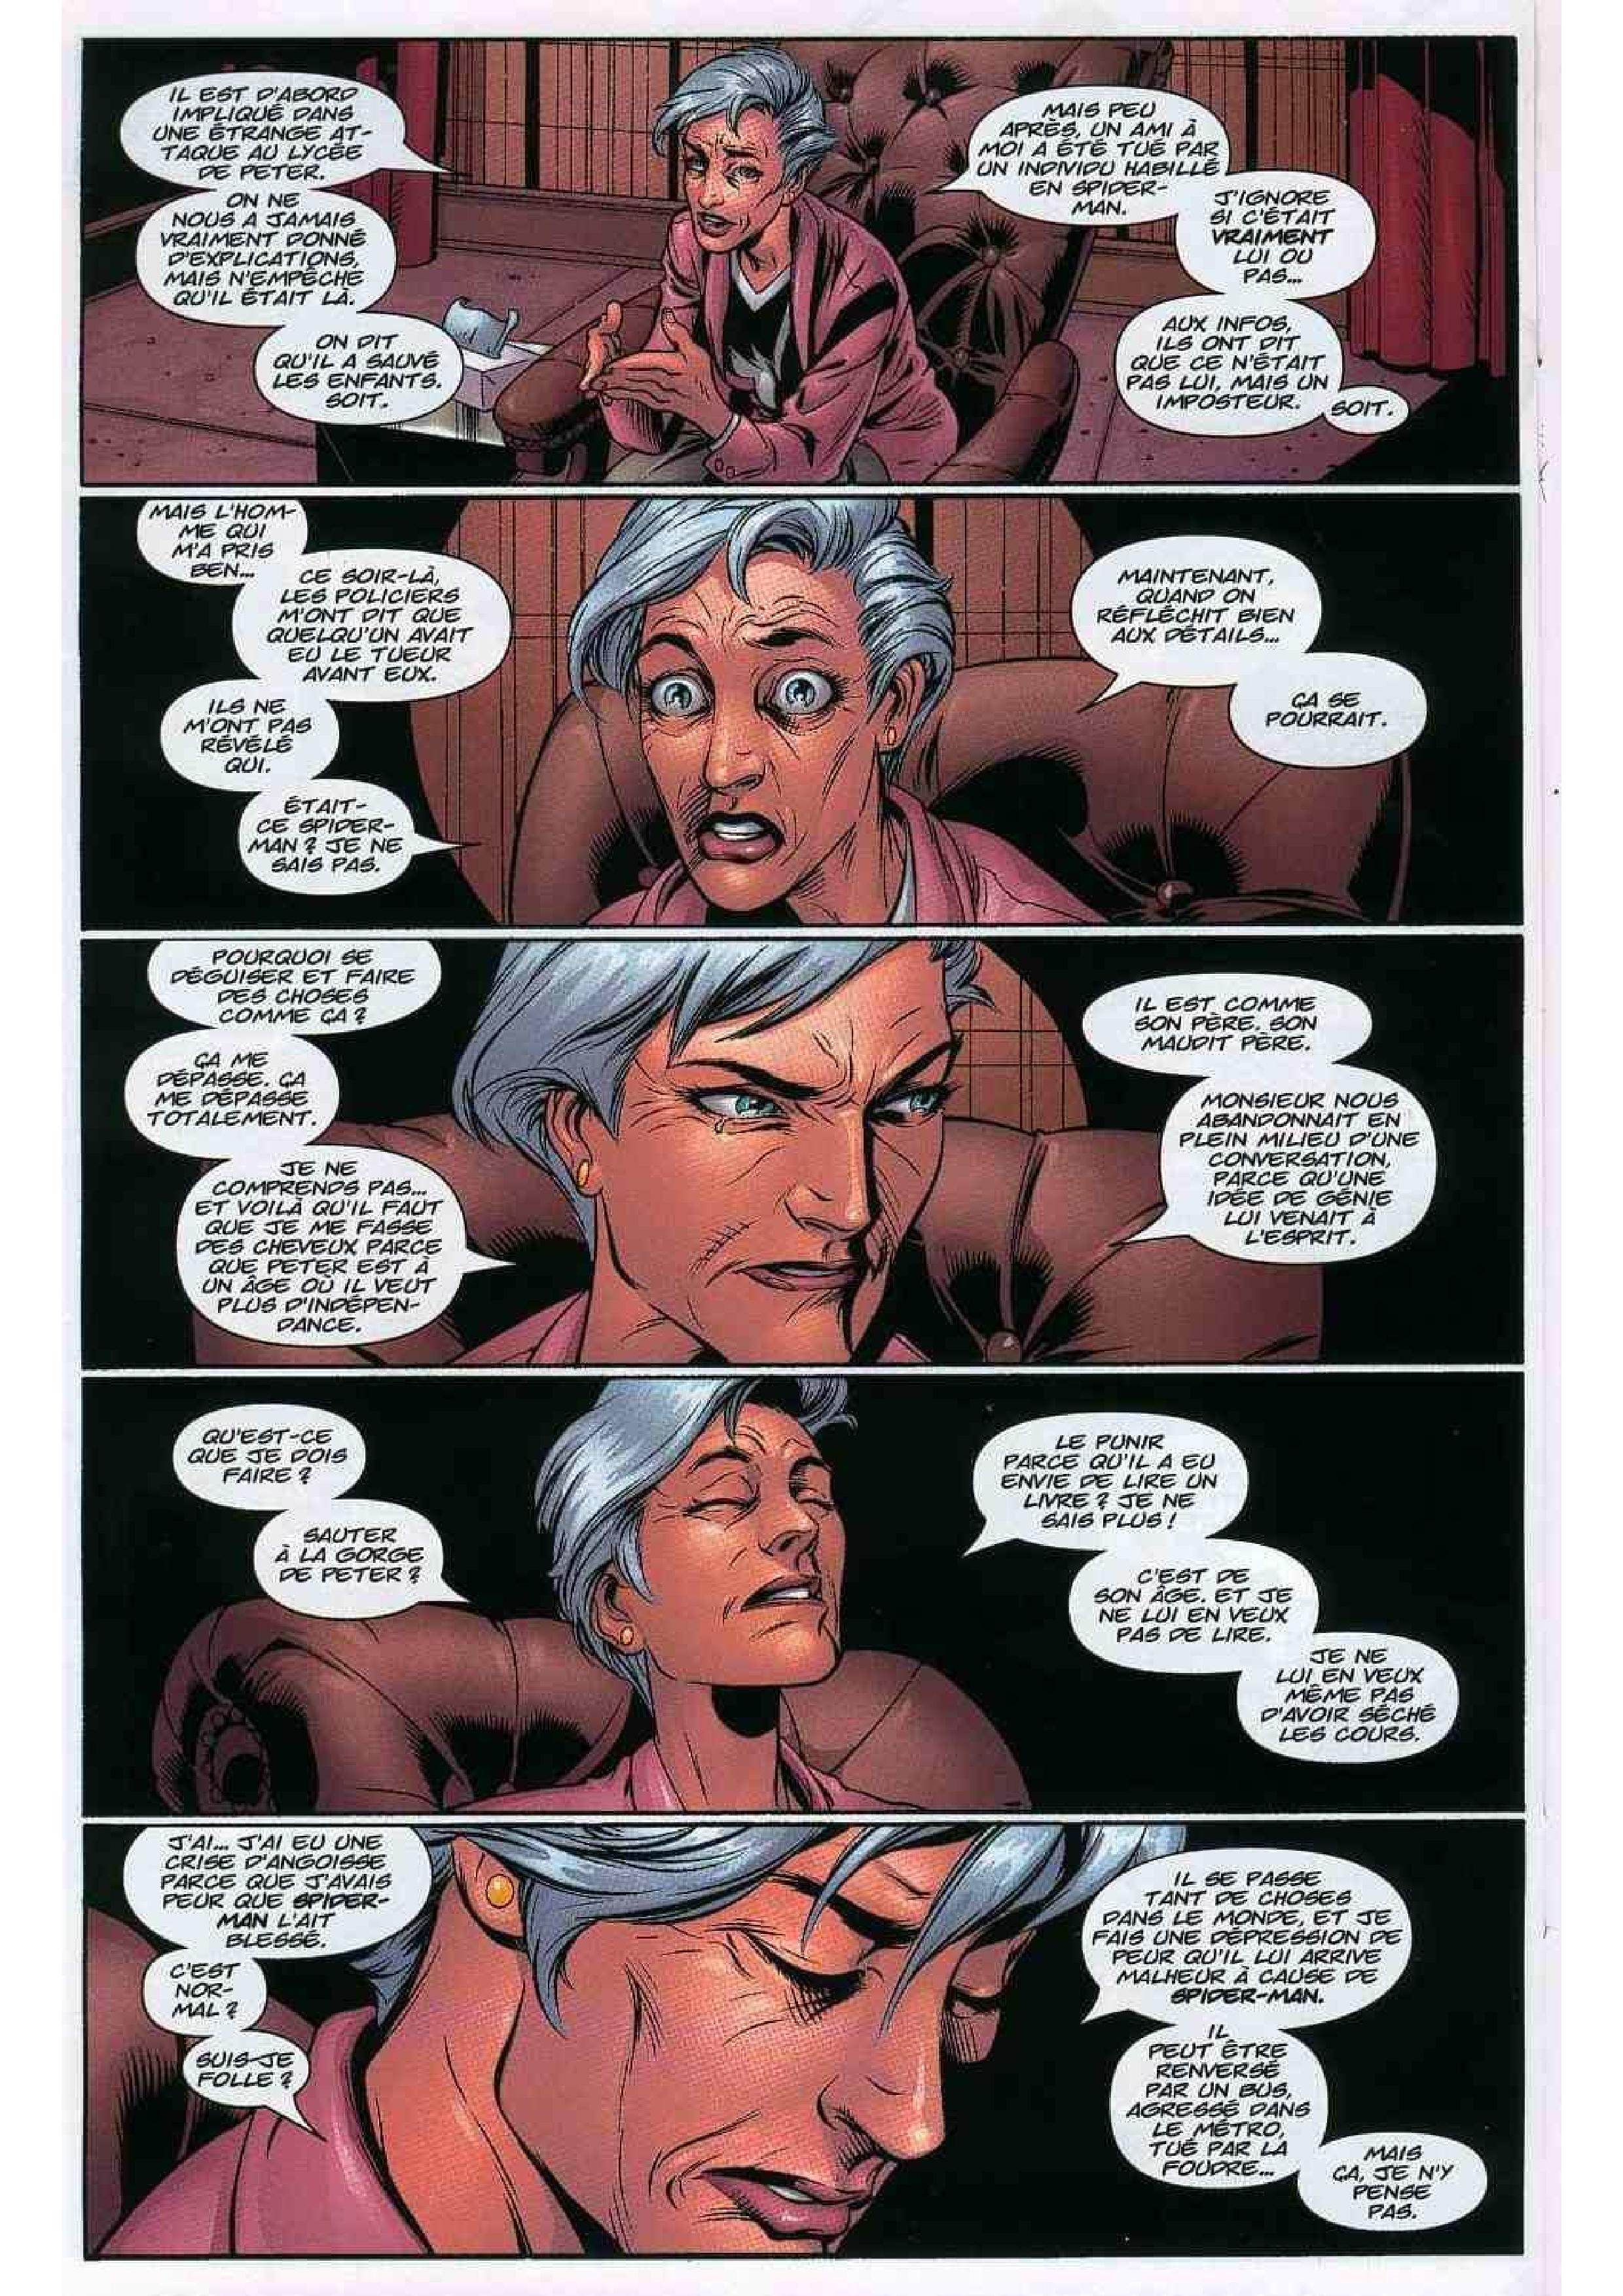 IL EST D'ABORD
IMPLIQUÉ DANS
UNE ÉTRANGE AT-
TAQUE AU LYCÉE
DE PETER.
ON NE
NOUS A JAMAIS
VRAIMENT DONNÉ
D'EXPLICATIONS,
MAIS N'EMPÊCHE
QU'IL ÉTAIT LÀ.
ON DIT
QU'IL A SAUVÉ
LES ENFANTS.
SOIT.
MAIS PEU
APRÈS, UN AMI À
MOI A ÉTÉ TUÉ PAR
UN INDIVIDU HABILLÉ
EN SPIDER-
MAN.
J'IGNORE
SI C'ÉTAIT
VRAIMENT
LUI OU
PAS...
AUX INFOS,
ILS ONT DIT
QUE CE N'ÉTAIT
PAS LUI, MAIS UN
IMPOSTEUR.
SOIT.
MAIS L'HOM-
ME QUI
M'A PRIS
BEN...
CE SOIR-LÀ,
LES POLICIERS
M'ONT DIT QUE
QUELQU'UN AVAIT
EU LE TUEUR
AVANT EUX.
ILS NE
M'ONT PAS
RÉVÉLÉ
QUI.
ÉTAIT-
CE SPIDER-
MAN ? JE NE
SAIS PAS.
MAINTENANT,
QUAND ON
RÉFLÉCHIT BIEN
AUX DÉTAILS...
ÇA SE
POURRAIT.
POURQUOI SE
DÉGUISER ET FAIRE
DES CHOSES
COMME ÇA ?
ÇA ME
DÉPASSE. ÇA
ME DÉPASSE
TOTALEMENT.
JE NE
COMPRENDS PAS...
ET VOILÀ QU'IL FAUT
QUE JE ME FASSE
DES CHEVEUX PARCE
QUE PETER EST À
UN ÂGE OÙ IL VEUT
PLUS D'INDÉPEN-
DANCE.
IL EST COMME
SON PÈRE. SON
MAUDIT PÈRE.
MONSIEUR NOUS
ABANDONNAIT EN
PLEIN MILIEU D'UNE
CONVERSATION,
PARCE QU'UNE
IDÉE DE GÉNIE
LUI VENAIT À
L'ESPRIT.
QU'EST-CE
QUE JE DOIS
FAIRE ?
SAUTER
À LA GORGE
DE PETER ?
LE PUNIR
PARCE QU'IL A EU
ENVIE DE LIRE UN
LIVRE ? JE NE
SAIS PLUS !
C'EST DE
SON ÂGE. ET JE
NE LUI EN VEUX
PAS DE LIRE.
JE NE
LUI EN VEUX
MÊME PAS
D'AVOIR SÉCHÉ
LES COURS.
J'AI... J'AI EU UNE
CRISE D'ANGOISSE
PARCE QUE J'AVAIS
PEUR QUE SPIDER-
MAN L'AIT
BLESSÉ.
C'EST
NOR-
MAL ?
SUIS-JE
FOLLE ?
IL SE PASSE
TANT DE CHOSES
DANS LE MONDE, ET JE
FAIS UNE DÉPRESSION DE
PEUR QU'IL LUI ARRIVE
MALHEUR À CAUSE DE
SPIDER-MAN.
IL
PEUT ÊTRE
RENVERSÉ
PAR UN BUS,
AGRESSÉ DANS
LE MÉTRO,
TUÉ PAR LA
FOUDRE...
MAIS
ÇA, JE N'Y
PENSE
PAS.